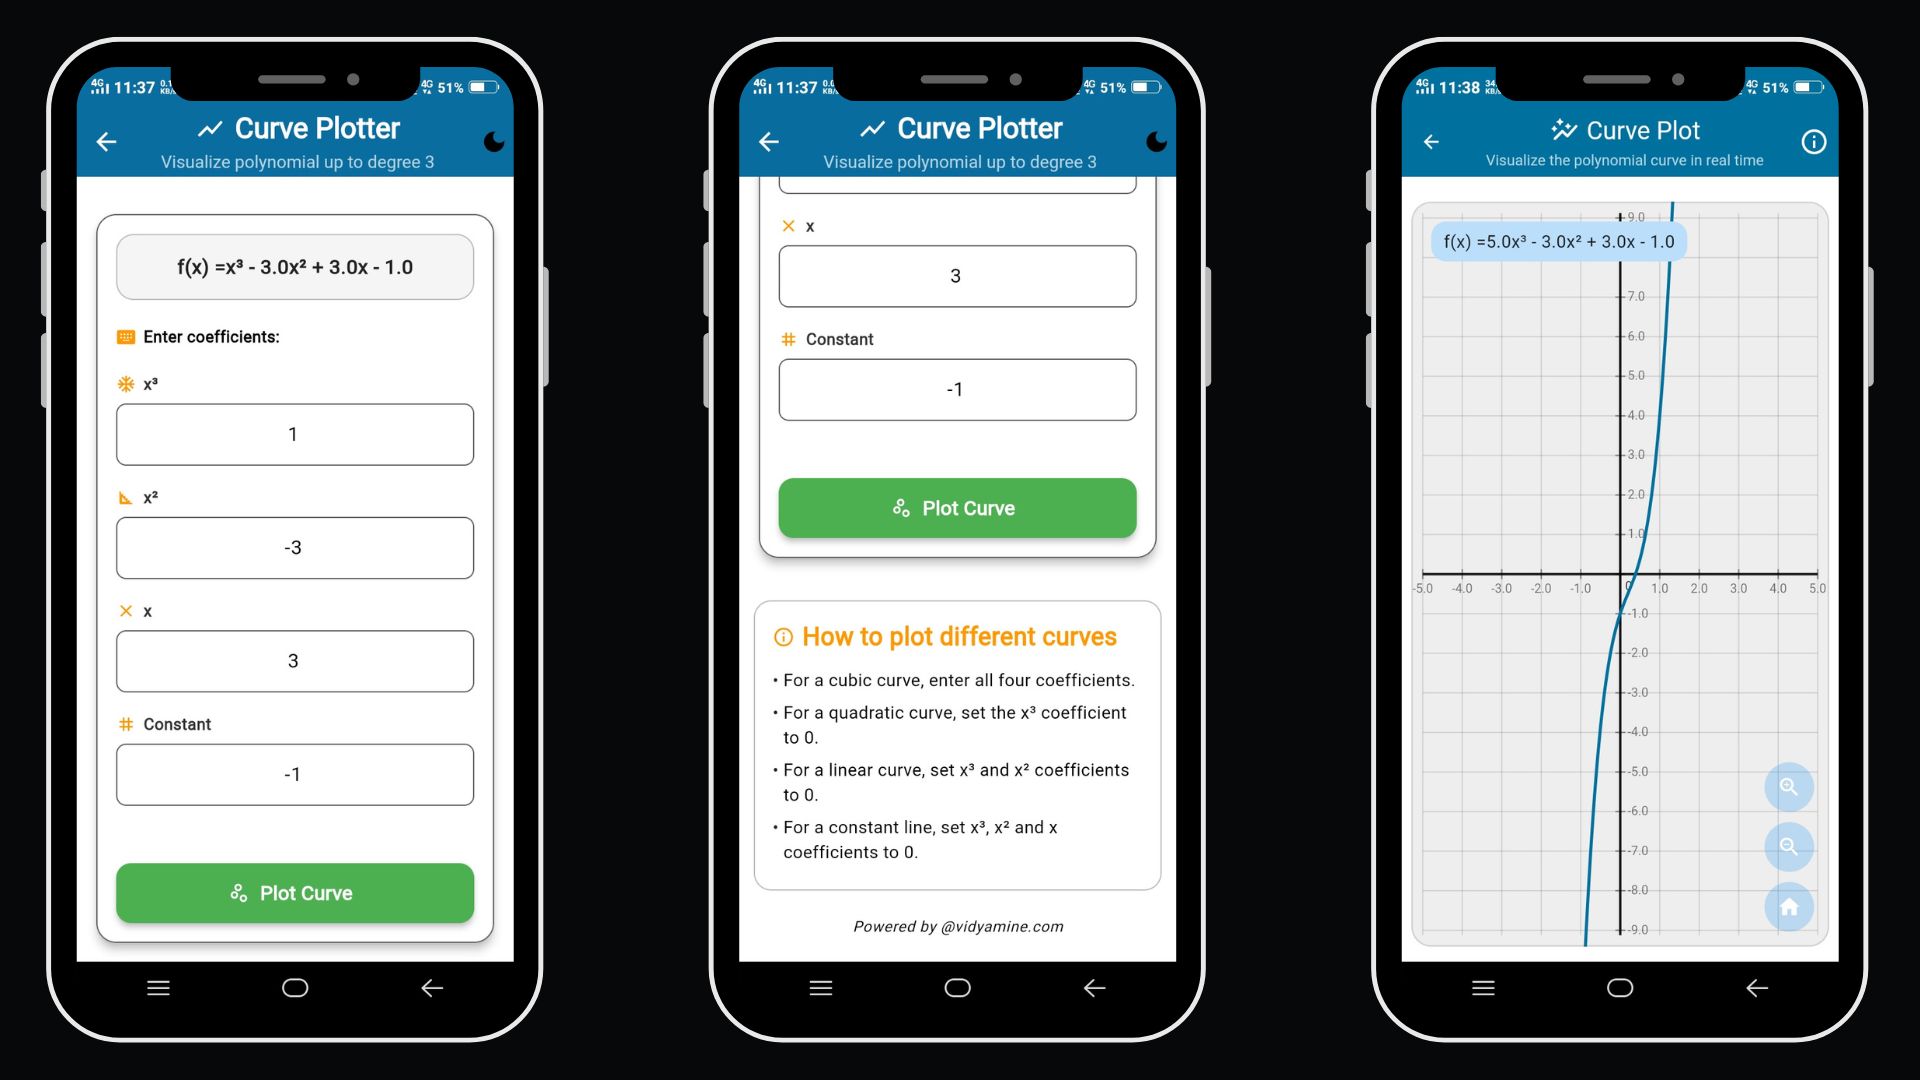 4G 11:37
4G 51%
Curve Plotter
Visualize polynomial up to degree 3
f(x) =x³ - 3.0x² + 3.0x - 1.0
Enter coefficients:
x³
1
x²
-3
x
3
Constant
-1
Plot Curve
4G 11:37
4G 51%
Curve Plotter
Visualize polynomial up to degree 3
x
3
Constant
-1
Plot Curve
How to plot different curves
• For a cubic curve, enter all four coefficients.
• For a quadratic curve, set the x³ coefficient
to 0.
• For a linear curve, set x³ and x² coefficients
to 0.
• For a constant line, set x³, x² and x
coefficients to 0.
Powered by @vidyamine.com
4G 11:38
4G 51%
Curve Plot
Visualize the polynomial curve in real time
9.0
f(x) =5.0x³ - 3.0x² + 3.0x - 1.0
7.0
6.0
5.0
4.0
3.0
2.0
1.0
-5.0 -4.0 -3.0 -2.0 -1.0 0 1.0 2.0 3.0 4.0 5.0
-1.0
-2.0
-3.0
-4.0
-5.0
-6.0
-7.0
-8.0
-9.0